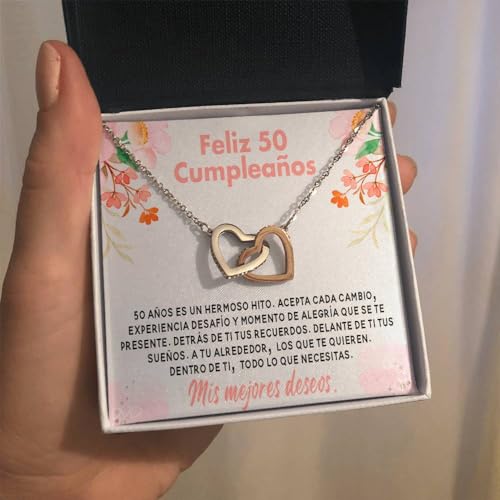 Feliz 50
Cumpleaños
50 AÑOS ES UN HERMOSO HITO. ACEPTA CADA CAMBIO,
EXPERIENCIA DESAFÍO Y MOMENTO DE ALEGRÍA QUE SE TE
PRESENTE. DETRÁS DE TI TUS RECUERDOS. DELANTE DE TI TUS
SUEÑOS. A TU ALREDEDOR, LOS QUE TE QUIEREN.
DENTRO DE TI, TODO LO QUE NECESITAS.
Mis mejores deseos.